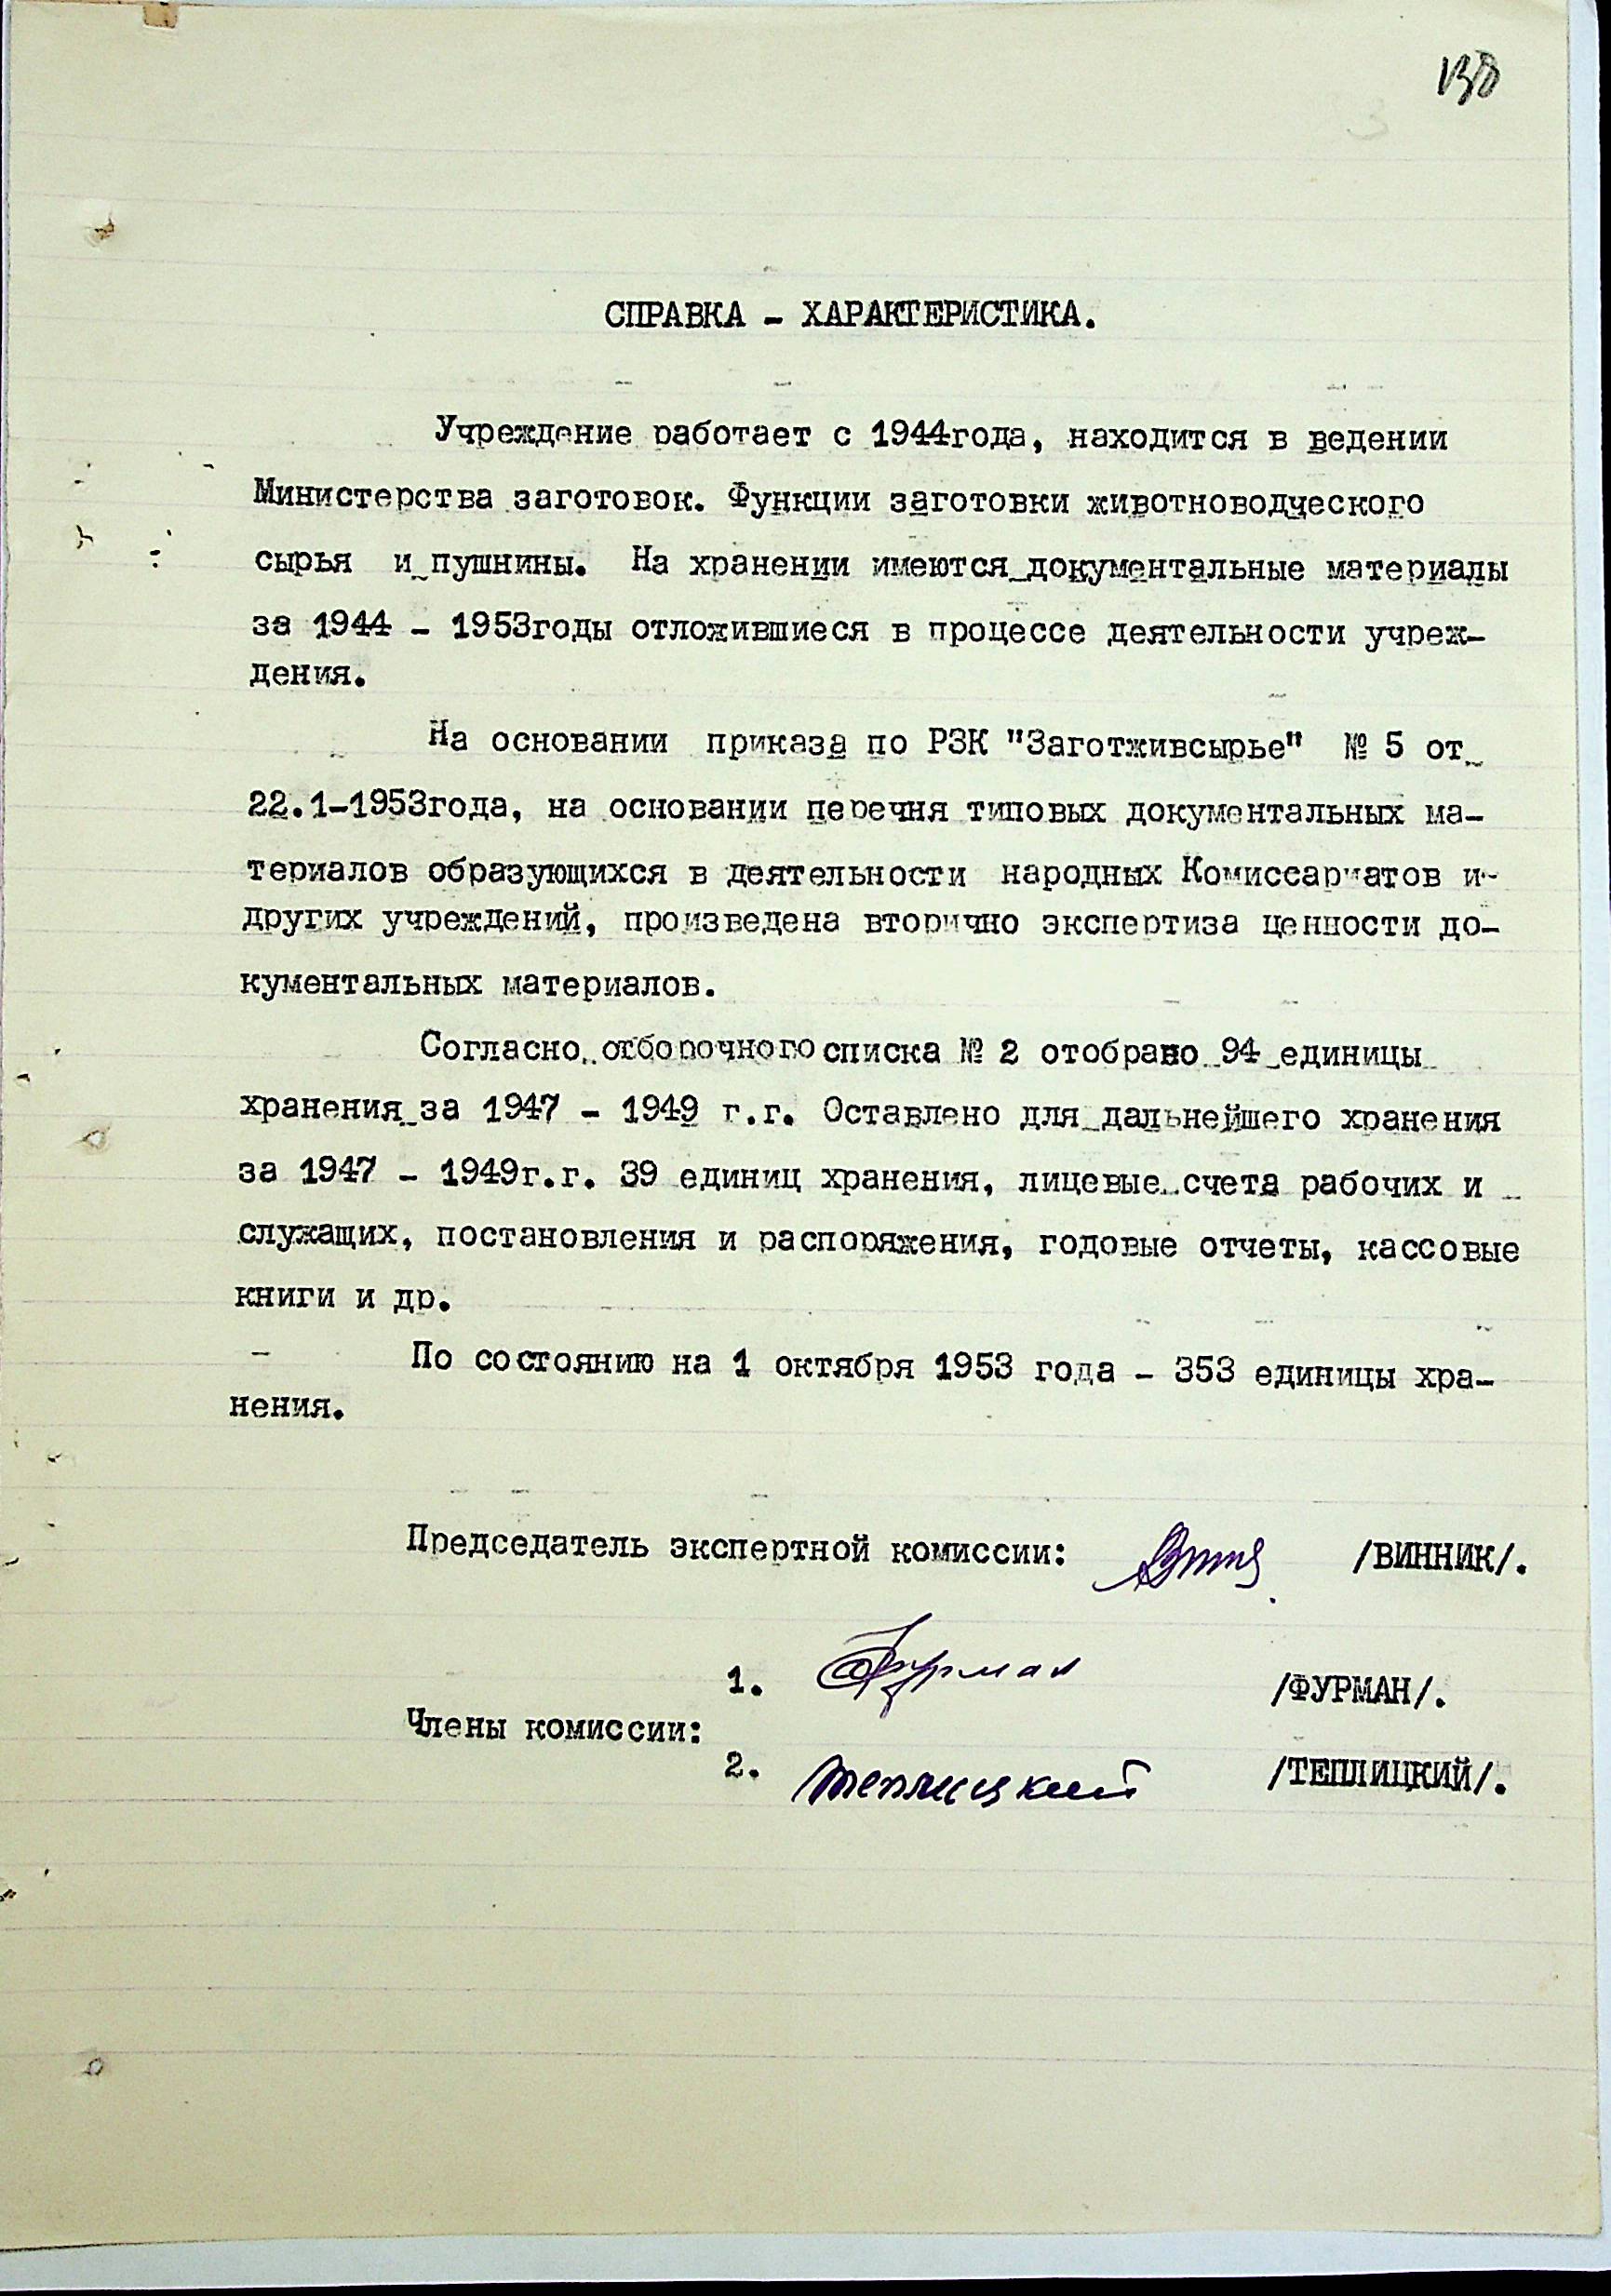 138
СПРАВКА – ХАРАКТЕРИСТИКА.
Учреждение работает с 1944года, находится в ведении
Министерства заготовок. Функции заготовки животноводческого
сырья и пушнины. На хранении имеются документальные материалы
за 1944 – 1953годы отложившиеся в процессе деятельности учреж-
дения.
На основании приказа по РЗК "Заготживсырье" № 5 от
22.1-1953года, на основании перечня типовых документальных ма-
териалов образующихся в деятельности народных Комиссариатов и
других учреждений, произведена вторично экспертиза ценности до-
кументальных материалов.
Согласно отборочного списка № 2 отобрано 94 единицы
хранения за 1947 – 1949 г.г. Оставлено для дальнейшего хранения
за 1947 – 1949г.г. 39 единиц хранения, лицевые счета рабочих и
служащих, постановления и распоряжения, годовые отчеты, кассовые
книги и др.
По состоянию на 1 октября 1953 года – 353 единицы хра-
нения.
Председатель экспертной комиссии: /ВИННИК/.
1. Фурман /ФУРМАН/.
Члены комиссии:
2. Теплицкий /ТЕПЛИЦКИЙ/.